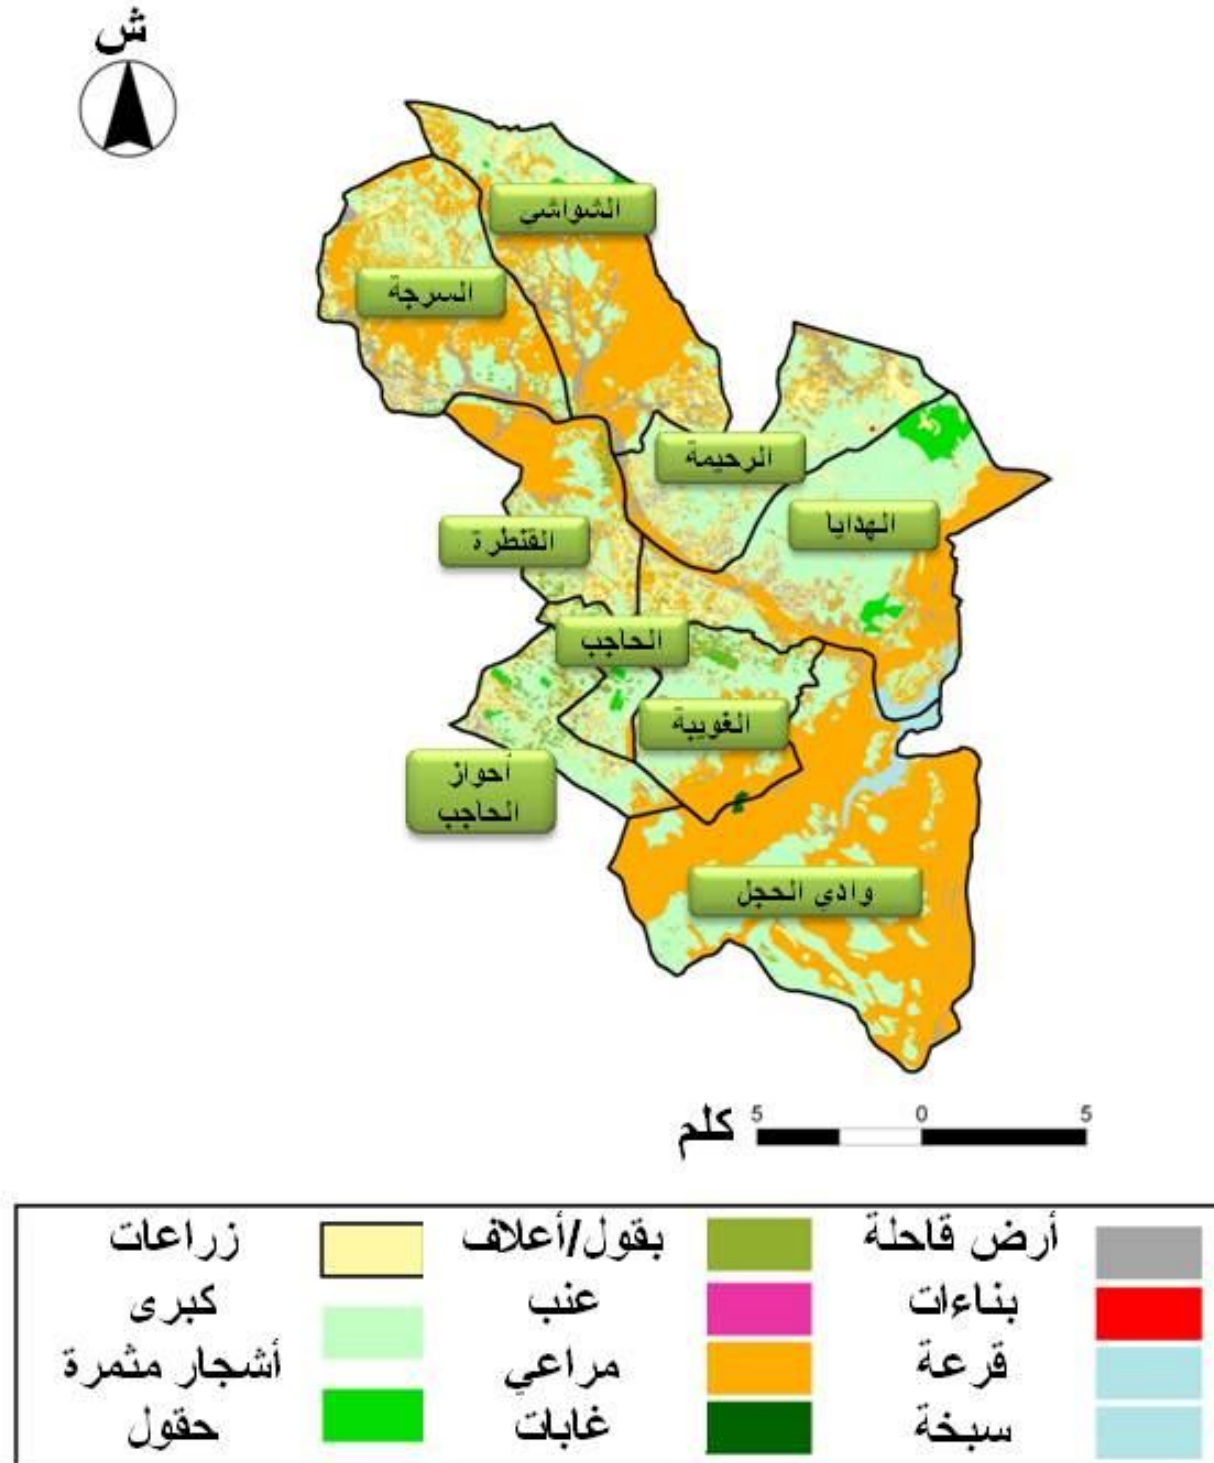 ش
الشواشي
السرجة
الرحيمة
الهدايا
القنطرة
الحاجب
الغويبة
أحواز
الحاجب
وادي الحجل
كلم 5 0 5
أرض قاحلة
بناءات
قرعة
سبخة
بقول/أعلاف
عنب
مراعي
غابات
زراعات
كبرى
أشجار مثمرة
حقول